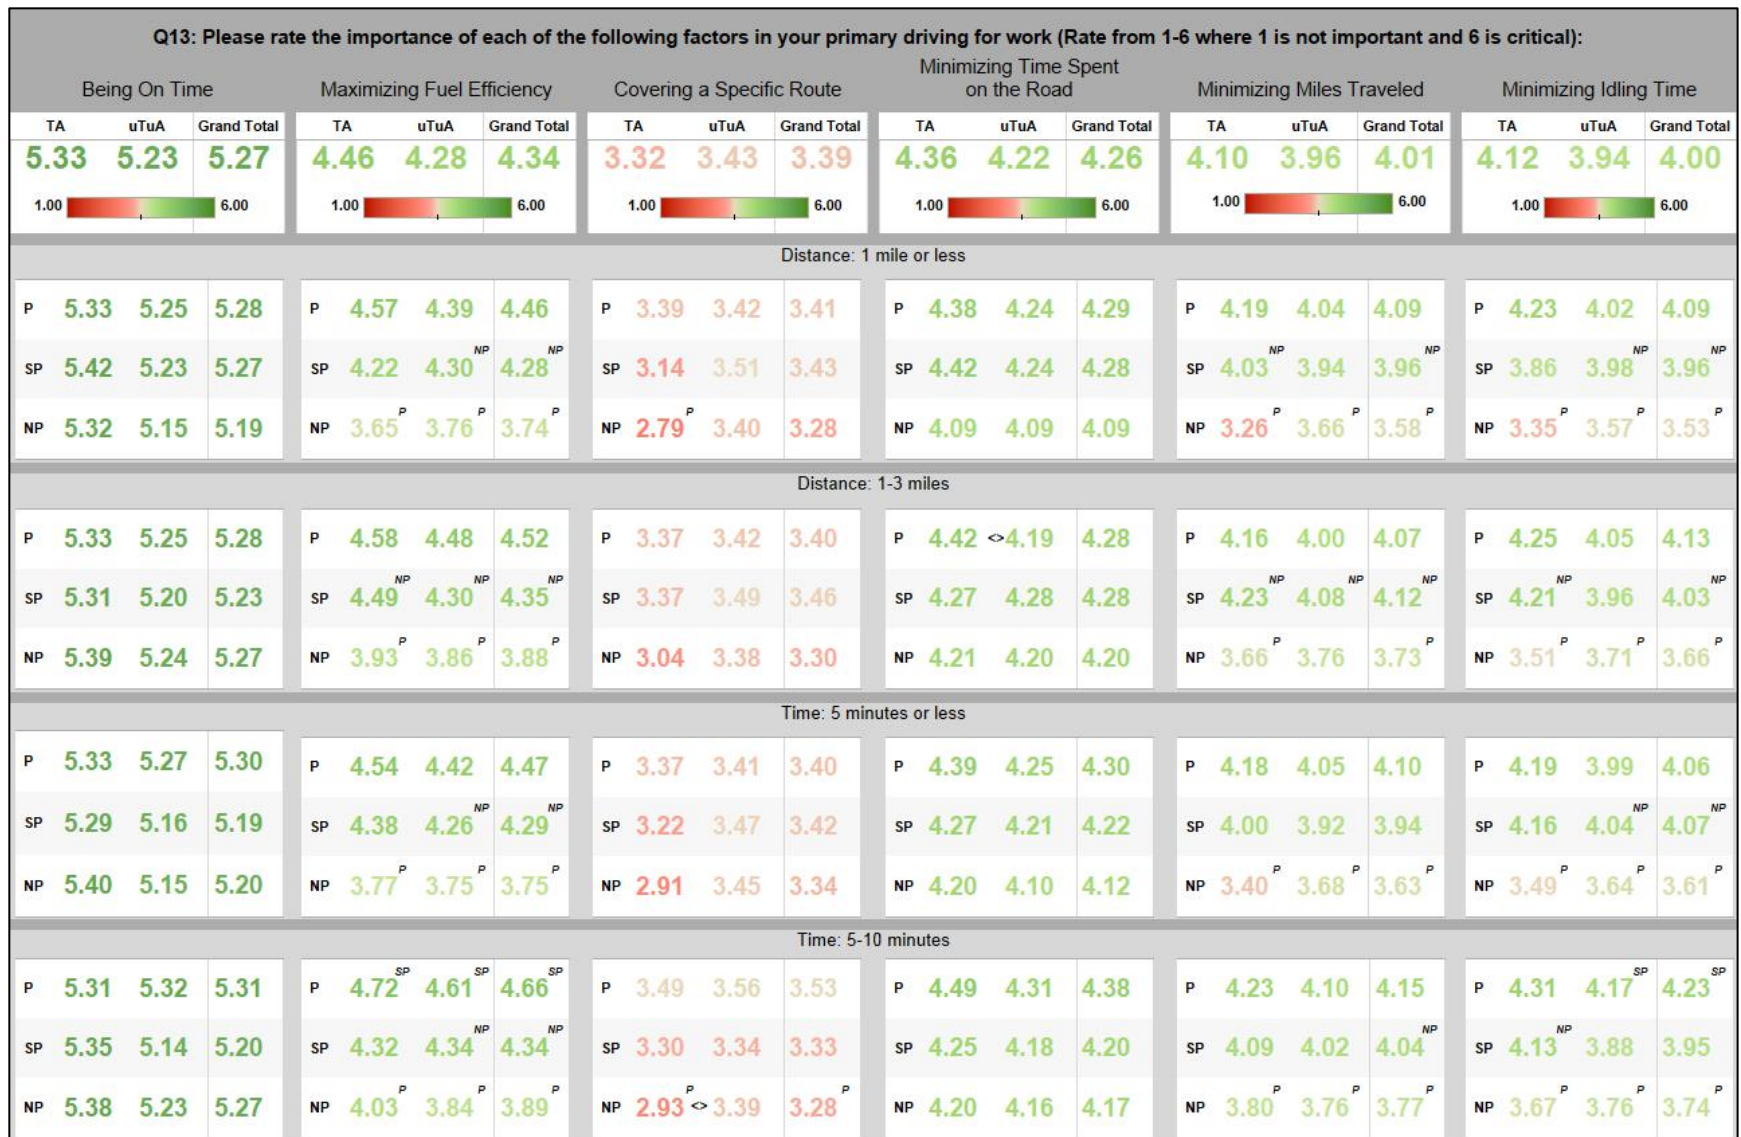 Q13: Please rate the importance of each of the following factors in your primary driving for work (Rate from 1-6 where 1 is not important and 6 is critical):
Being On Time Maximizing Fuel Efficiency Covering a Specific Route Minimizing Time Spent on the Road Minimizing Miles Traveled Minimizing Idling Time
TA uTuA Grand Total TA uTuA Grand Total TA uTuA Grand Total TA uTuA Grand Total TA uTuA Grand Total TA uTuA Grand Total
5.33 5.23 5.27 4.46 4.28 4.34 3.32 3.43 3.39 4.36 4.22 4.26 4.10 3.96 4.01 4.12 3.94 4.00
1.00 6.00 1.00 6.00 1.00 6.00 1.00 6.00 1.00 6.00 1.00 6.00
Distance: 1 mile or less
P 5.33 5.25 5.28 P 4.57 4.39 4.46 P 3.39 3.42 3.41 P 4.38 4.24 4.29 P 4.19 4.04 4.09 P 4.23 4.02 4.09
SP 5.42 5.23 5.27 SP 4.22 4.30 NP 4.28 NP SP 3.14 3.51 3.43 SP 4.42 4.24 4.28 SP 4.03 NP 3.94 3.96 NP SP 3.86 3.98 NP 3.96 NP
NP 5.32 5.15 5.19 NP 3.65 P 3.76 P 3.74 P NP 2.79 P 3.40 3.28 NP 4.09 4.09 4.09 NP 3.26 P 3.66 P 3.58 P NP 3.35 P 3.57 P 3.53 P
Distance: 1-3 miles
P 5.33 5.25 5.28 P 4.58 4.48 4.52 P 3.37 3.42 3.40 P 4.42 <> 4.19 4.28 P 4.16 4.00 4.07 P 4.25 4.05 4.13
SP 5.31 5.20 5.23 SP 4.49 NP 4.30 NP 4.35 NP SP 3.37 3.49 3.46 SP 4.27 4.28 4.28 SP 4.23 NP 4.08 NP 4.12 NP SP 4.21 NP 3.96 4.03 NP
NP 5.39 5.24 5.27 NP 3.93 P 3.86 P 3.88 P NP 3.04 3.38 3.30 NP 4.21 4.20 4.20 NP 3.66 P 3.76 3.73 P NP 3.51 P 3.71 P 3.66 P
Time: 5 minutes or less
P 5.33 5.27 5.30 P 4.54 4.42 4.47 P 3.37 3.41 3.40 P 4.39 4.25 4.30 P 4.18 4.05 4.10 P 4.19 3.99 4.06
SP 5.29 5.16 5.19 SP 4.38 4.26 NP 4.29 NP SP 3.22 3.47 3.42 SP 4.27 4.21 4.22 SP 4.00 3.92 3.94 SP 4.16 4.04 NP 4.07 NP
NP 5.40 5.15 5.20 NP 3.77 P 3.75 P 3.75 P NP 2.91 3.45 3.34 NP 4.20 4.10 4.12 NP 3.40 P 3.68 P 3.63 P NP 3.49 P 3.64 P 3.61 P
Time: 5-10 minutes
P 5.31 5.32 5.31 P 4.72 SP 4.61 SP 4.66 SP P 3.49 3.56 3.53 P 4.49 4.31 4.38 P 4.23 4.10 4.15 P 4.31 4.17 SP 4.23 SP
SP 5.35 5.14 5.20 SP 4.32 4.34 NP 4.34 NP SP 3.30 3.34 3.33 SP 4.25 4.18 4.20 SP 4.09 4.02 4.04 NP SP 4.13 NP 3.88 3.95
NP 5.38 5.23 5.27 NP 4.03 P 3.84 P 3.89 P NP 2.93 P <> 3.39 3.28 P NP 4.20 4.16 4.17 NP 3.80 P 3.76 P 3.77 P NP 3.67 P 3.76 P 3.74 P